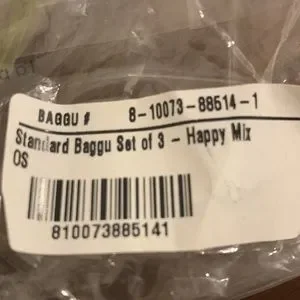 BAGGU # 8-10073-88514-1
Standard Baggu Set of 3 - Happy Mix
OS
810073885141